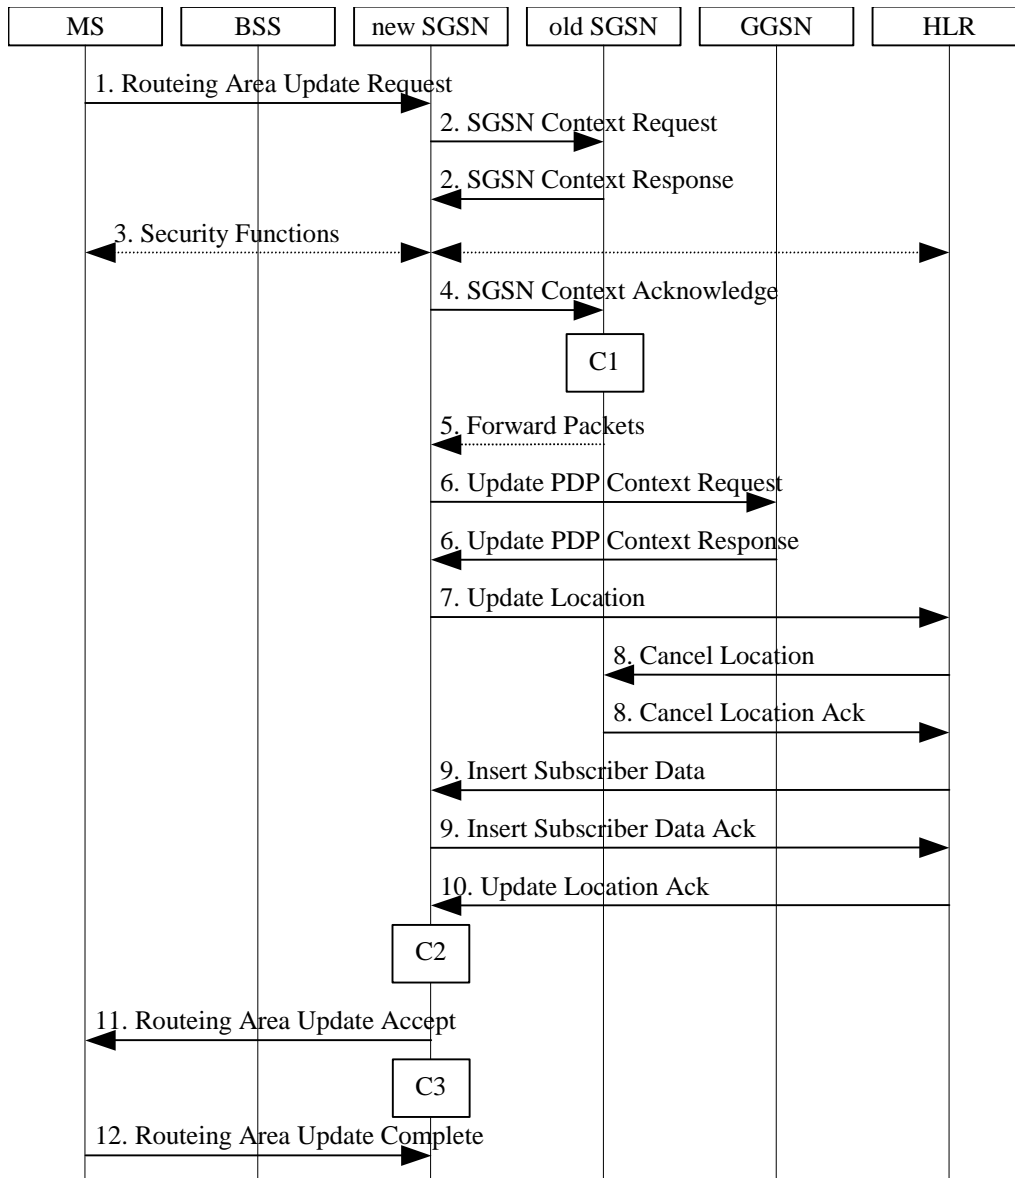 MS BSS new SGSN old SGSN GGSN HLR
1. Routeing Area Update Request
2. SGSN Context Request
2. SGSN Context Response
3. Security Functions
4. SGSN Context Acknowledge
C1
5. Forward Packets
6. Update PDP Context Request
6. Update PDP Context Response
7. Update Location
8. Cancel Location
8. Cancel Location Ack
9. Insert Subscriber Data
9. Insert Subscriber Data Ack
10. Update Location Ack
C2
11. Routeing Area Update Accept
C3
12. Routeing Area Update Complete